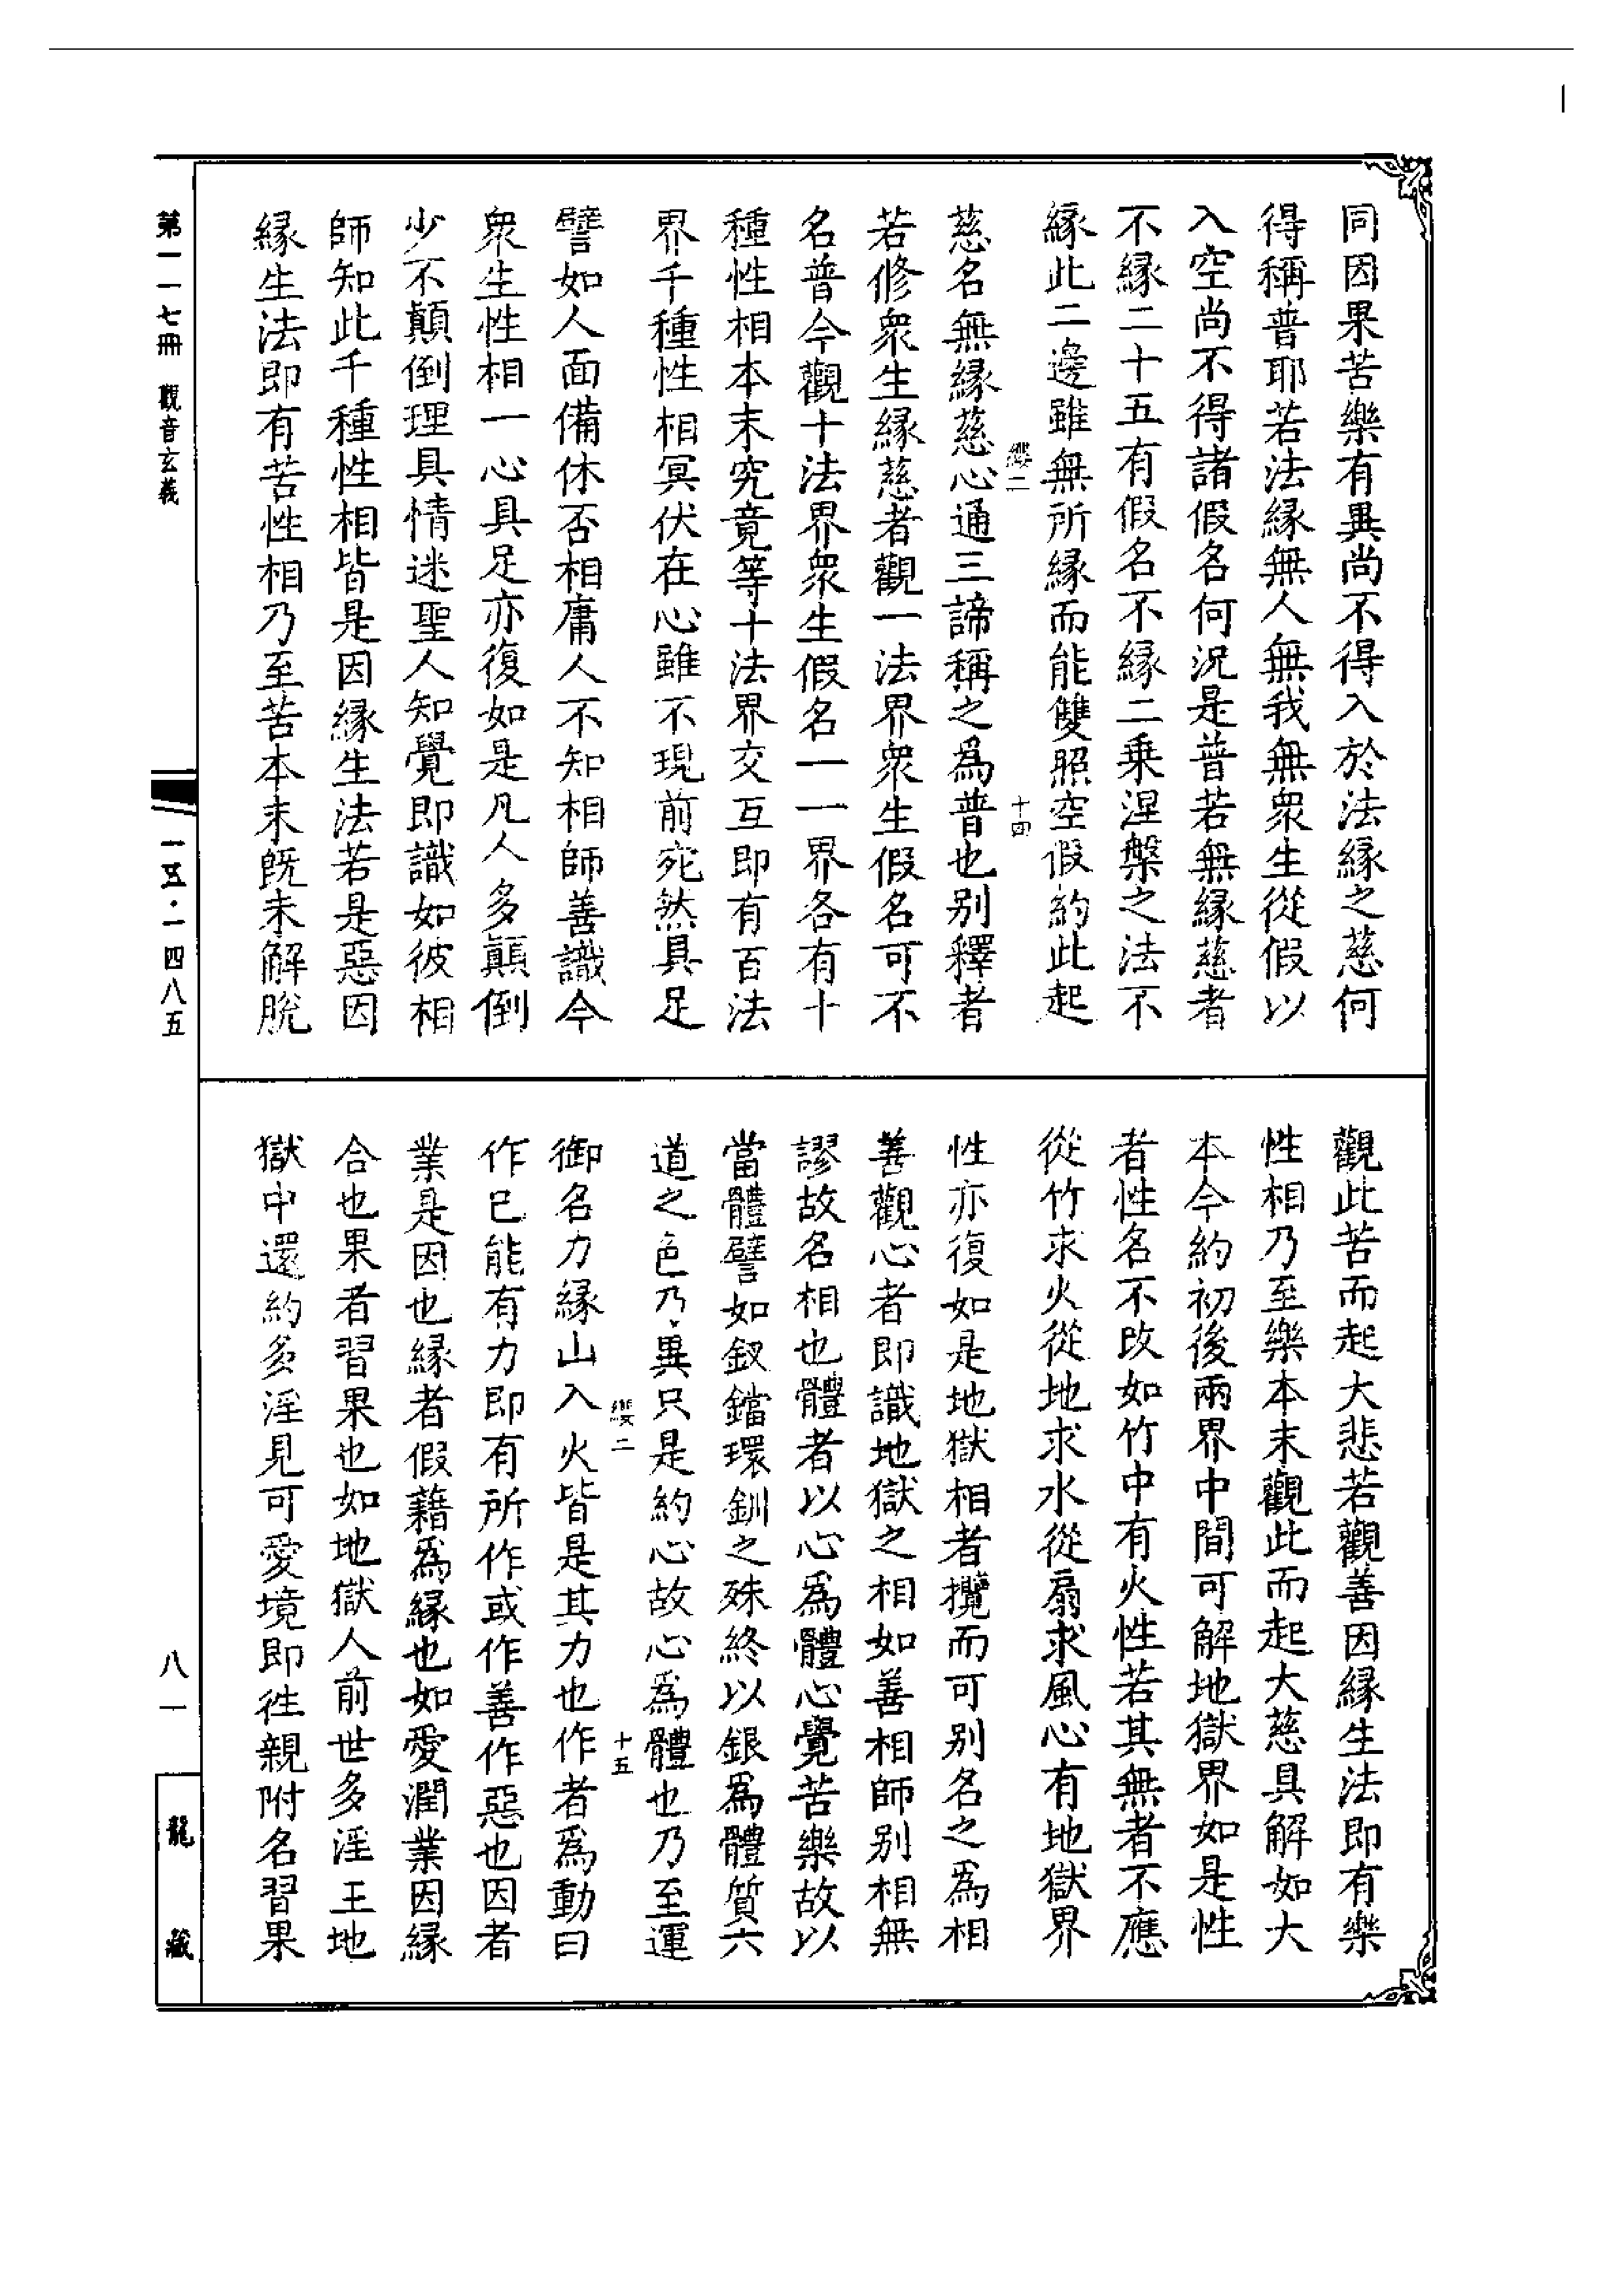 同因果苦樂有異尚不得入於法緣之慈何
得稱普耶若法緣無人無我無衆生從假以
入空尚不得諸假名何況是普若無緣慈者
不緣二十五有假名不緣二乗涅槃之法不
緣此二邊雖無所緣而能雙照空假約此起
纓二 十四
慈名無緣慈心通三諦稱之爲普也别釋者
若修衆生緣慈者觀一法界衆生假名可不
名普今觀十法界衆生假名一一界各有十
種性相本末究竟等十法界交互即有百法
界千種性相冥伏在心雖不現前宛然具足
譬如人面備休否相庸人不知相師善識今
衆生性相一心具足亦復如是凡人多顛倒
少不顛倒理具情迷聖人知覺即識如彼相
師知此千種性相皆是因緣生法若是惡因
緣生法即有苦性相乃至苦本末既未解脫
觀此苦而起大悲若觀善因緣生法即有樂
性相乃至樂本末觀此而起大慈具解如大
本今約初後兩界中間可解地獄界如是性
者性名不改如竹中有火性若其無者不應
從竹求火從地求水從扇求風心有地獄界
性亦復如是地獄相者攬而可别名之爲相
善觀心者即識地獄之相如善相師别相無
謬故名相也體者以心爲體心覺苦樂故以
當體譬如釵鐺環釧之殊終以銀爲體質六
道之色乃異只是約心故心爲體也乃至運
纓二 十五
御名力緣山入火皆是其力也作者爲動曰
作已能有力即有所作或作善作惡也因者
業是因也緣者假藉爲緣也如愛潤業因緣
合也果者習果也如地獄人前世多淫王地
獄中還約多淫見可愛境即徃親附名習果
第一一七冊 觀音玄義
一五·一四八五
八一
龍藏